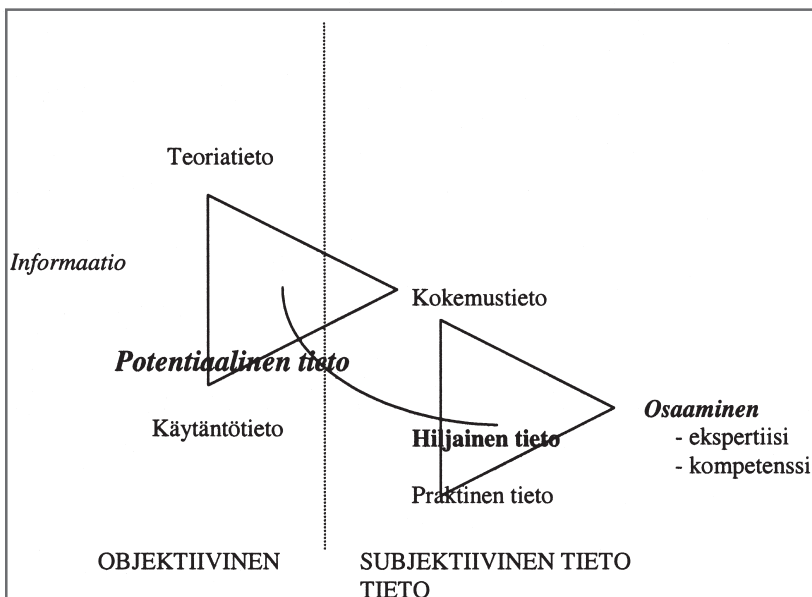 Teoriatieto
Informaatio
Kokemustieto
Potentiaalinen tieto
Käytäntötieto
Hiljainen tieto
Osaaminen
- ekspertiisi
- kompetenssi
Praktinen tieto
OBJEKTIIVINEN
SUBJEKTIIVINEN TIETO
TIETO